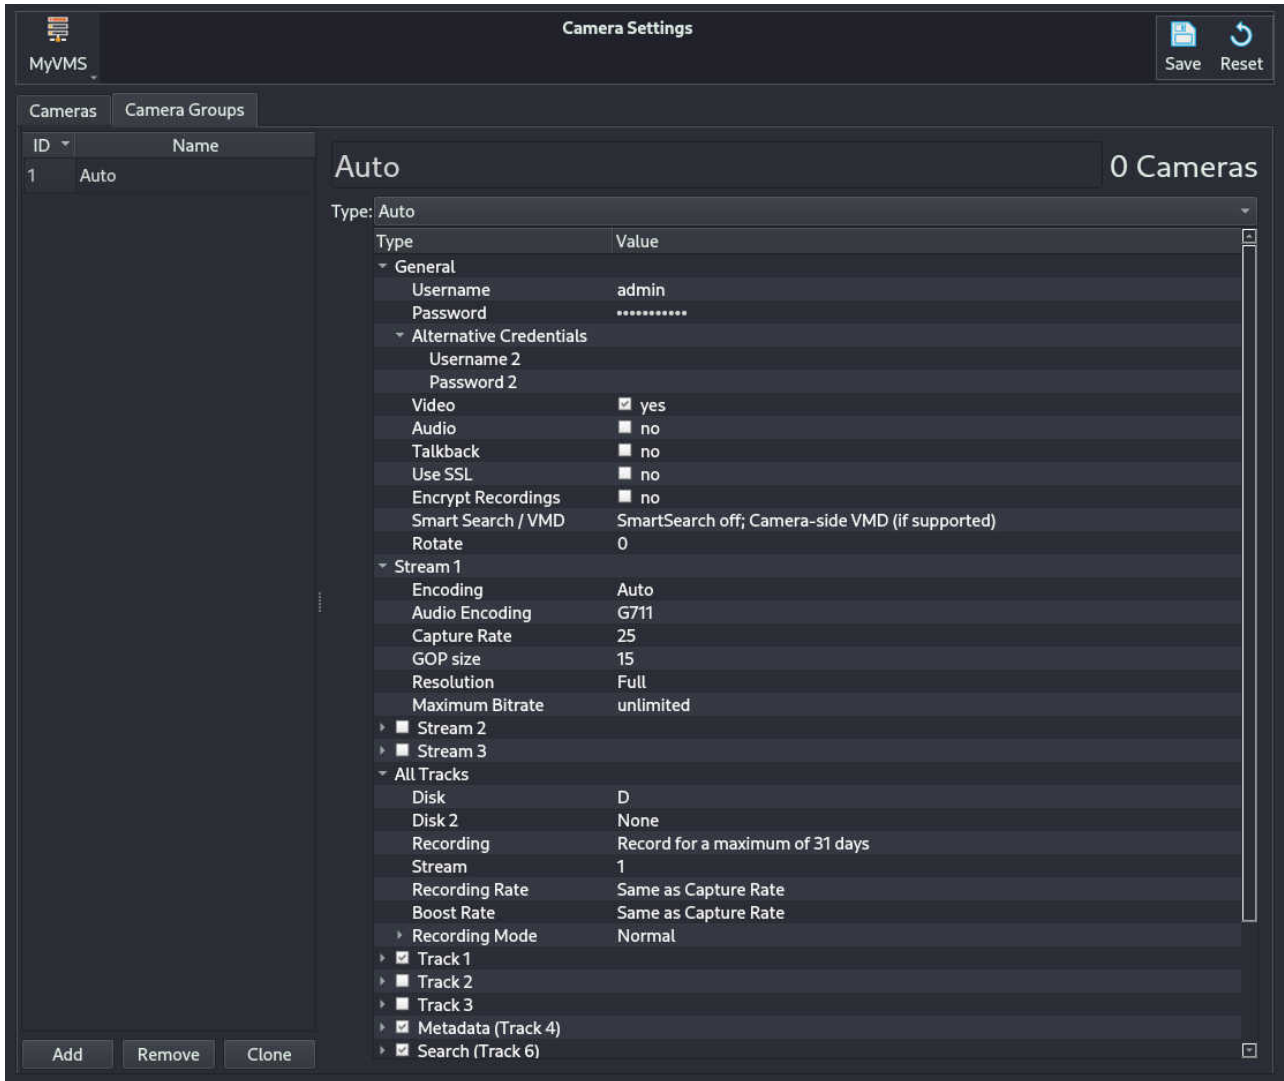 Camera Settings
MyVMS
Save Reset
Cameras Camera Groups
ID Name
1 Auto
Auto 0 Cameras
Type: Auto
Type Value
General
Username admin
Password •••••••••••
Alternative Credentials
Username 2
Password 2
Video yes
Audio no
Talkback no
Use SSL no
Encrypt Recordings no
Smart Search / VMD SmartSearch off; Camera-side VMD (if supported)
Rotate 0
Stream 1
Encoding Auto
Audio Encoding G711
Capture Rate 25
GOP size 15
Resolution Full
Maximum Bitrate unlimited
Stream 2
Stream 3
All Tracks
Disk D
Disk 2 None
Recording Record for a maximum of 31 days
Stream 1
Recording Rate Same as Capture Rate
Boost Rate Same as Capture Rate
Recording Mode Normal
Track 1
Track 2
Track 3
Metadata (Track 4)
Search (Track 6)
Add Remove Clone